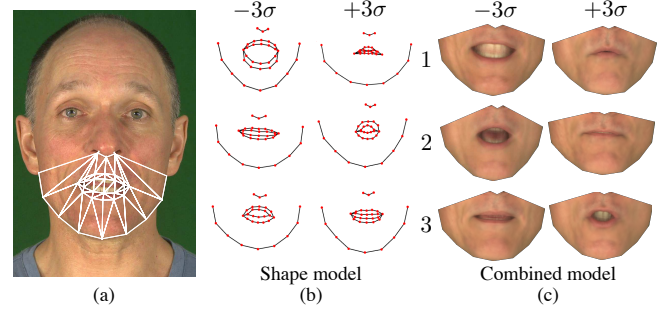 −3σ +3σ −3σ +3σ
1
2
3
Shape model Combined model
(a) (b) (c)